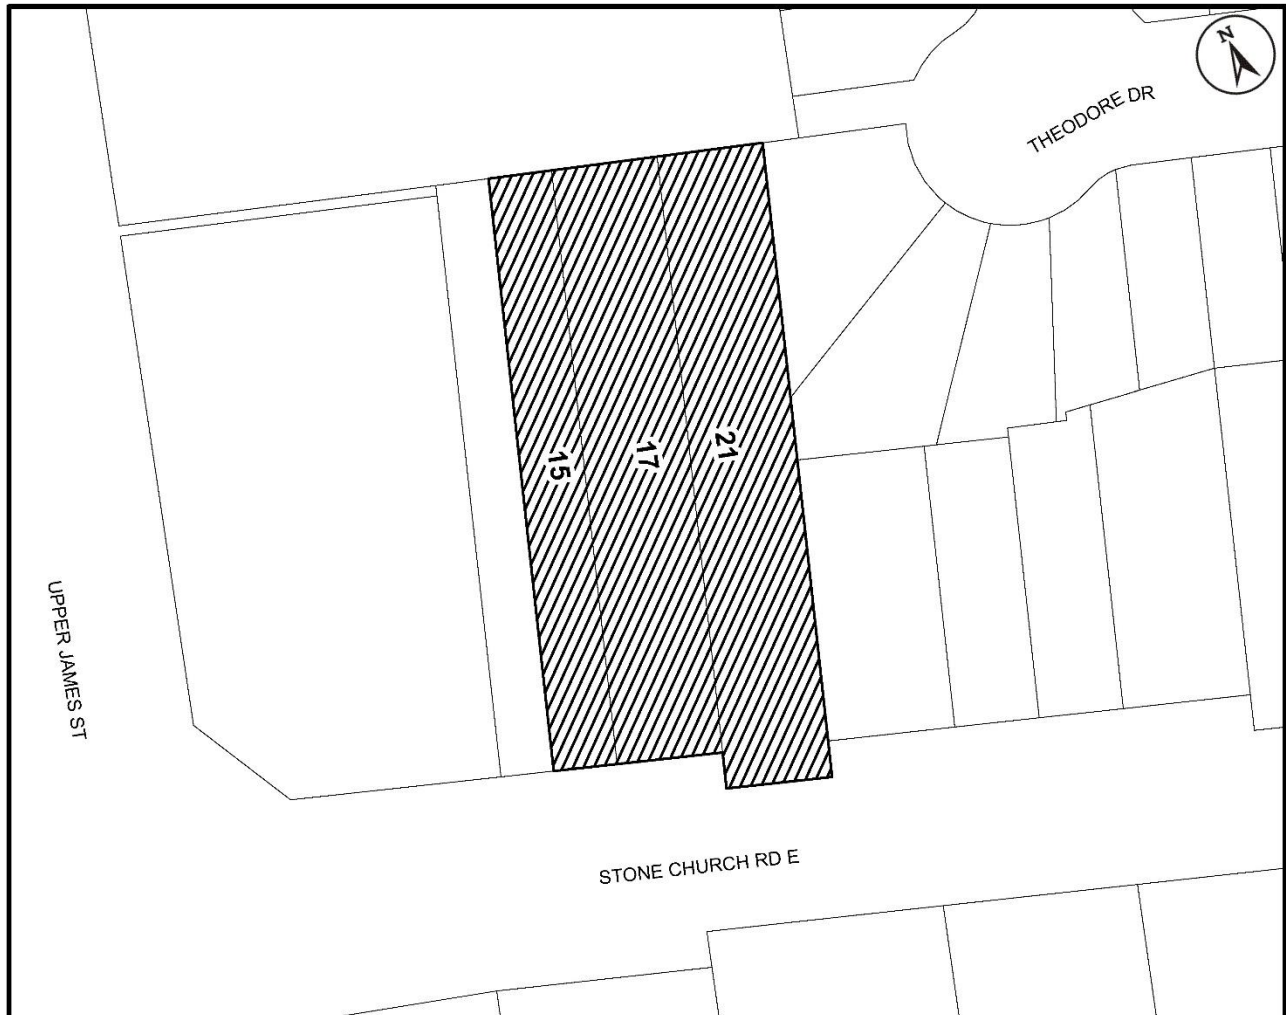 N
THEODORE DR
15
17
21
UPPER JAMES ST
STONE CHURCH RD E